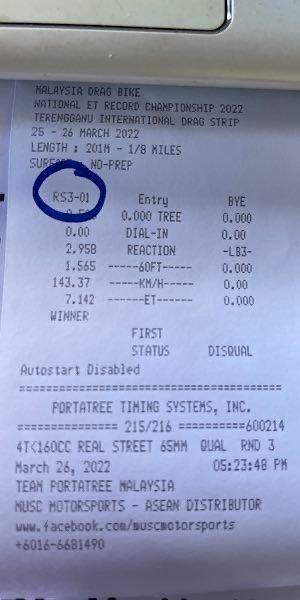 MALAYSIA DRAG BIKE
NATIONAL ET RECORD CHAMPIONSHIP 2022
TERENGGANU INTERNATIONAL DRAG STRIP
25 - 26 MARCH 2022
LENGTH : 201M - 1/8 MILES
NO-PREP
RS3-01 Entry BYE
0.000 TREE 0.000
0.00 DIAL-IN 0.00
2.958 REACTION -LB3-
1.565 -----60FT----- 0.000
143.37 -----KM/H----- 0.00
7.142 ------ET------ 0.000
WINNER
FIRST
STATUS DISQUAL
Autostart Disabled
======================================
PORTATREE TIMING SYSTEMS, INC.
============== 215/216 ==========600214
4T<160CC REAL STREET 65MM QUAL RND 3
March 26, 2022 05:23:48 PM
TEAM PORTATREE MALAYSIA
MUSC MOTORSPORTS - ASEAN DISTRIBUTOR
www.facebook.com/muscmotorsports
+6016-6681490